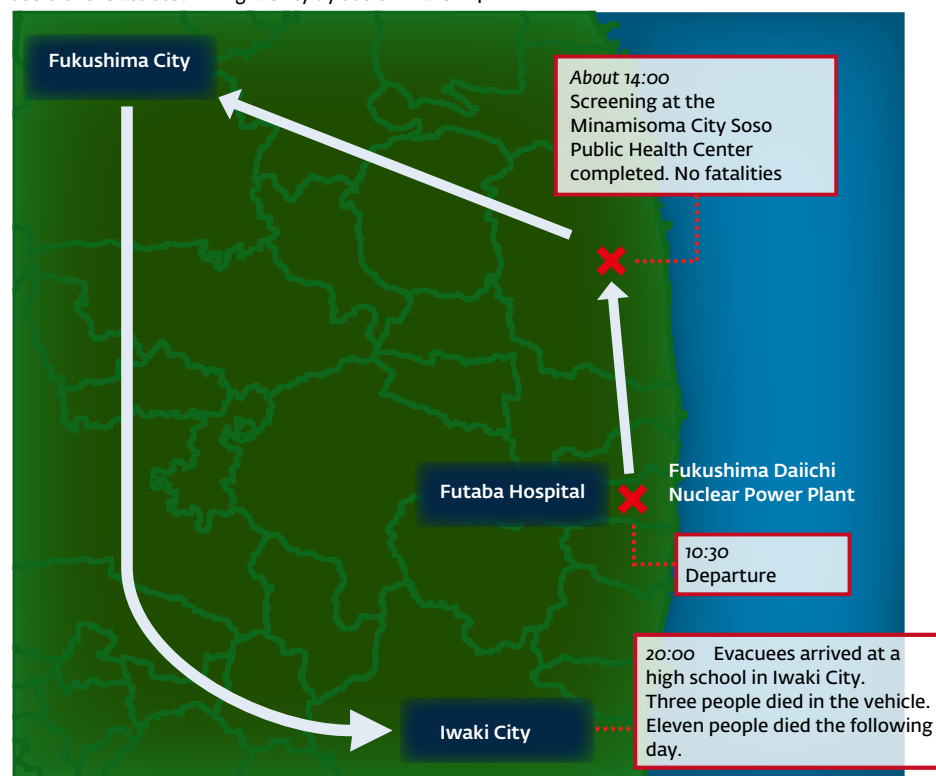 Fukushima City
About 14:00
Screening at the
Minamisoma City Soso
Public Health Center
completed. No fatalities
Futaba Hospital
Fukushima Daiichi
Nuclear Power Plant
10:30
Departure
20:00 Evacuees arrived at a
high school in Iwaki City.
Three people died in the vehicle.
Eleven people died the following
day.
Iwaki City